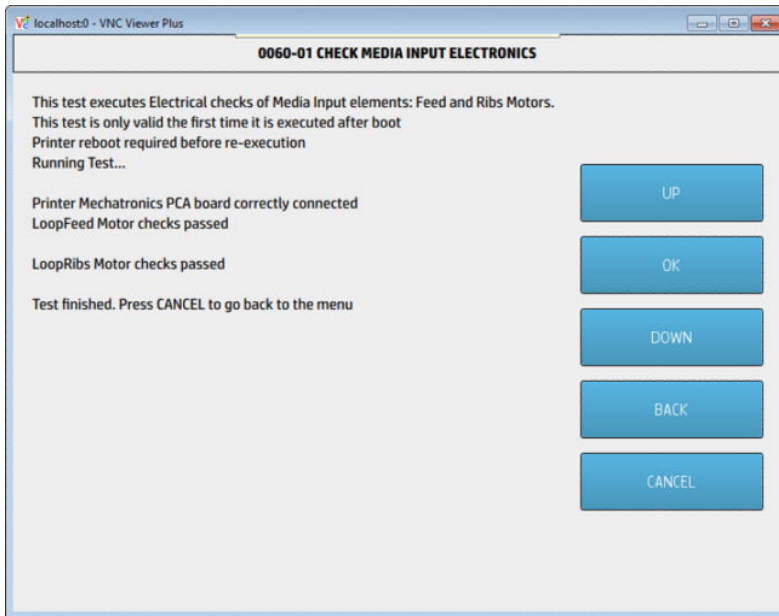 localhost:0 - VNC Viewer Plus
0060-01 CHECK MEDIA INPUT ELECTRONICS
This test executes Electrical checks of Media Input elements: Feed and Ribs Motors.
This test is only valid the first time it is executed after boot
Printer reboot required before re-execution
Running Test...
Printer Mechatronics PCA board correctly connected
LoopFeed Motor checks passed
LoopRibs Motor checks passed
Test finished. Press CANCEL to go back to the menu
UP
OK
DOWN
BACK
CANCEL